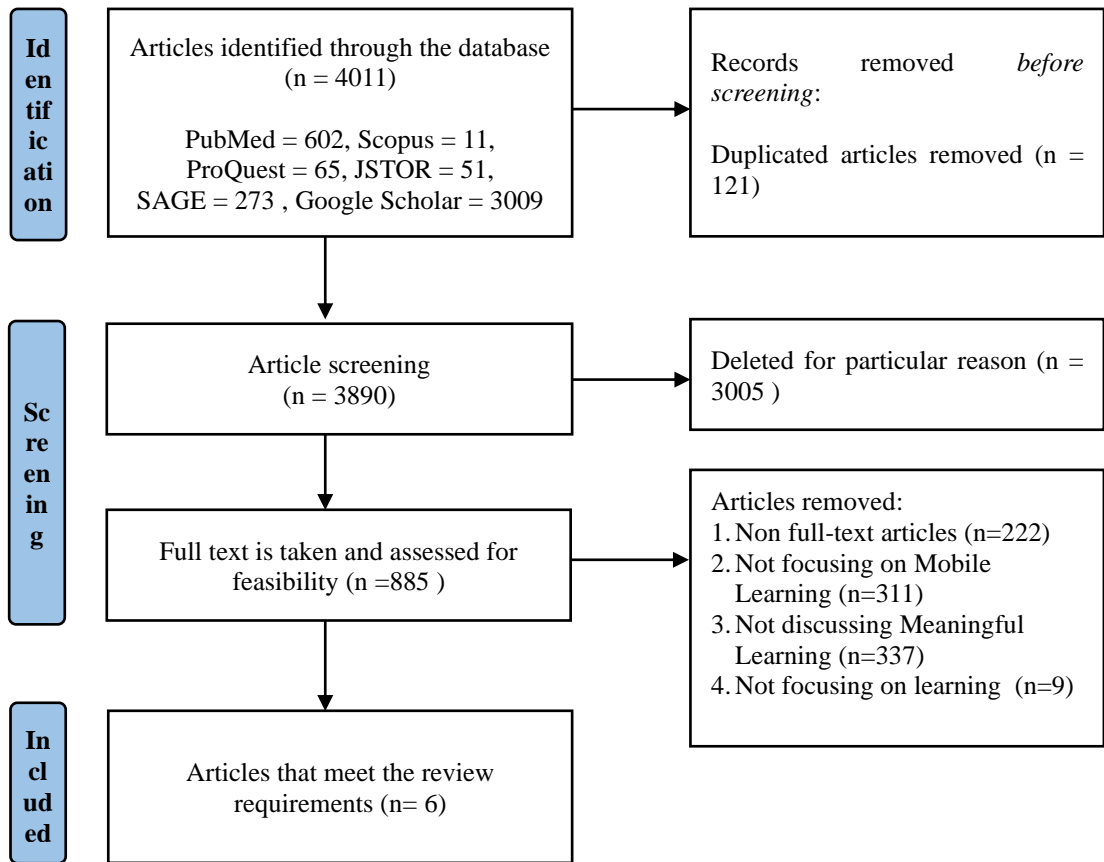 Id
en
tif
ic
ati
on
Articles identified through the database
(n = 4011)
PubMed = 602, Scopus = 11,
ProQuest = 65, JSTOR = 51,
SAGE = 273 , Google Scholar = 3009
Records removed before
screening:
Duplicated articles removed (n =
121)
Sc
re
en
in
g
Article screening
(n = 3890)
Deleted for particular reason (n =
3005 )
Full text is taken and assessed for
feasibility (n =885 )
Articles removed:
1. Non full-text articles (n=222)
2. Not focusing on Mobile
Learning (n=311)
3. Not discussing Meaningful
Learning (n=337)
4. Not focusing on learning (n=9)
In
cl
ud
ed
Articles that meet the review
requirements (n= 6)